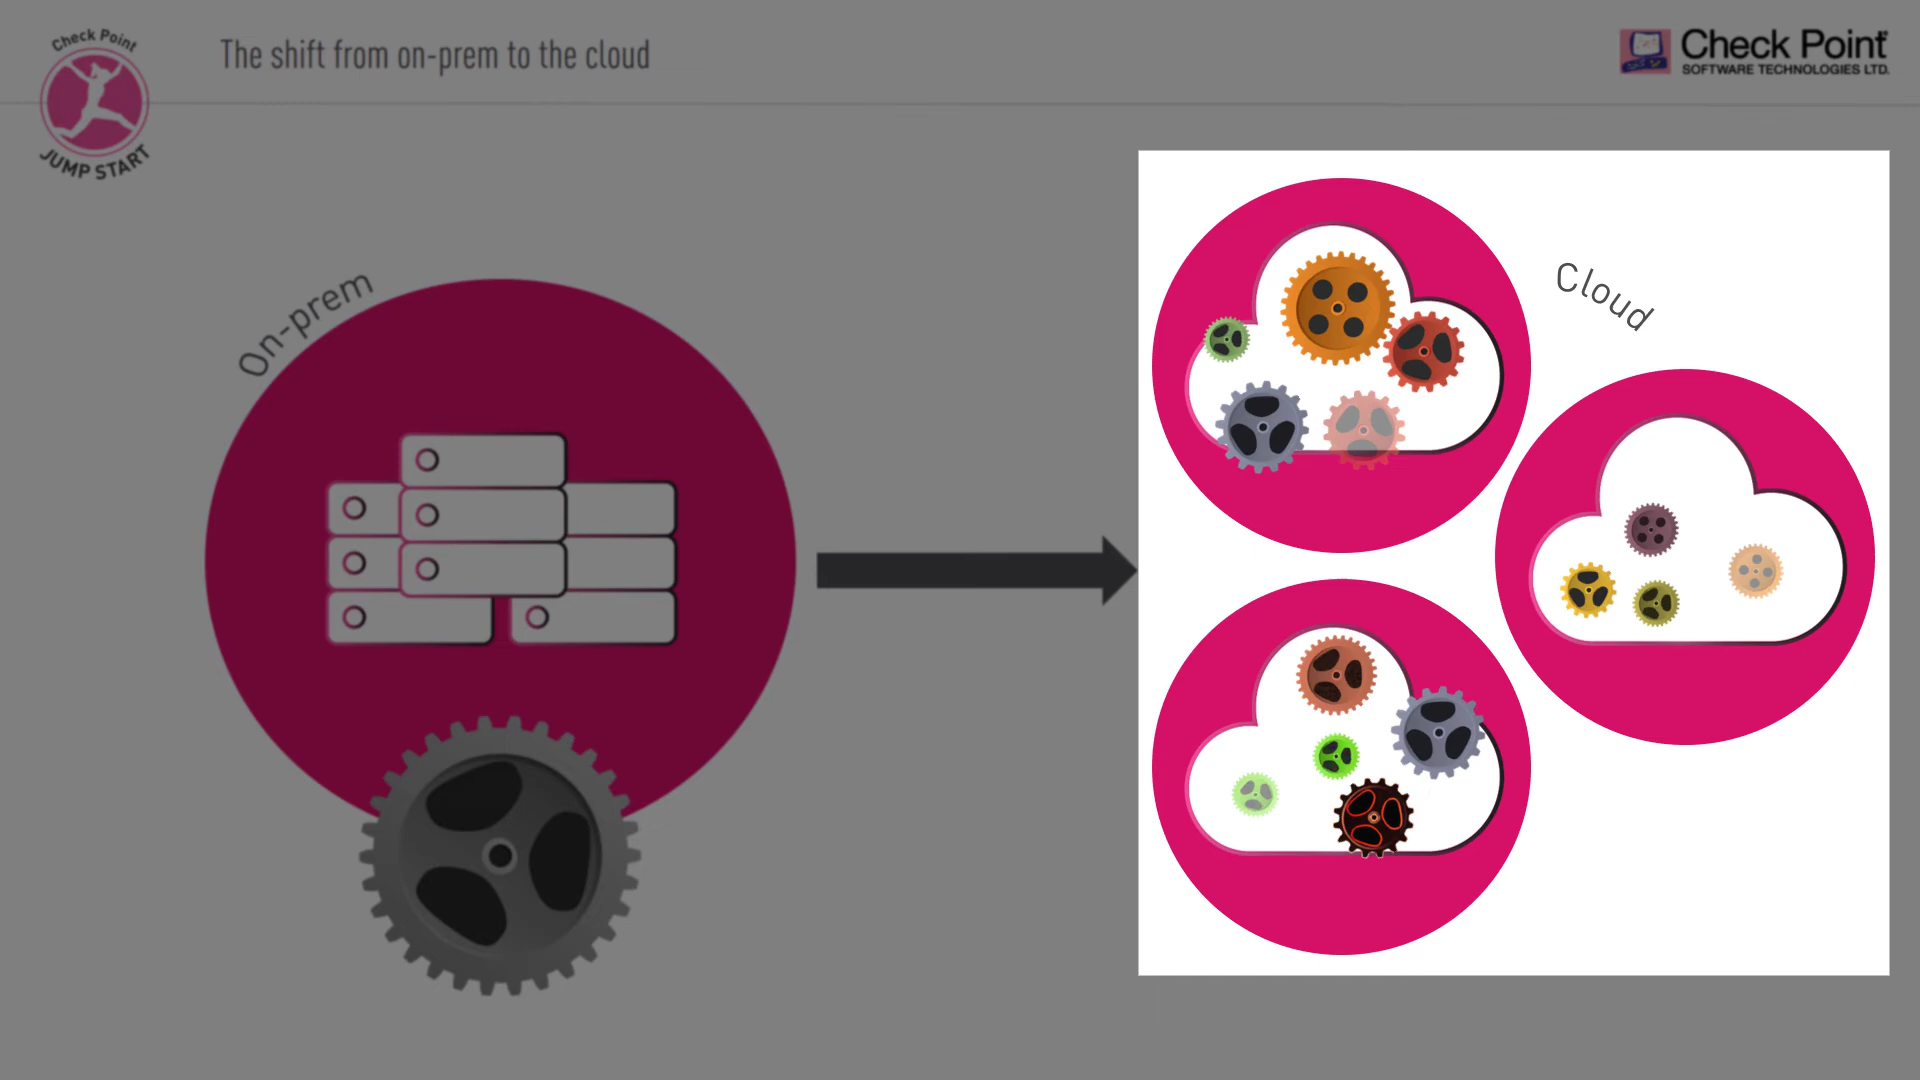 Check Point
JUMP START
The shift from on-prem to the cloud
Check Point
SOFTWARE TECHNOLOGIES LTD.
On-prem
Cloud